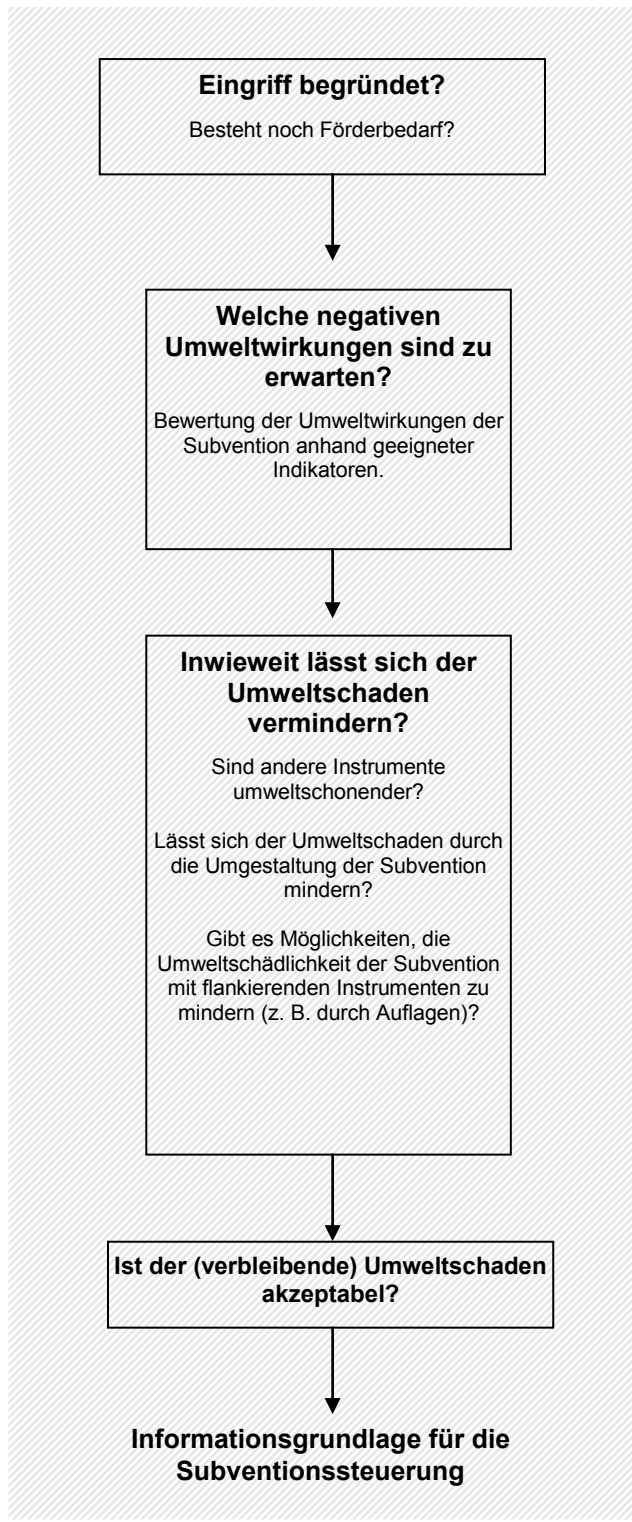 Eingriff begründet?
Besteht noch Förderbedarf?
Welche negativen
Umweltwirkungen sind zu
erwarten?
Bewertung der Umweltwirkungen der
Subvention anhand geeigneter
Indikatoren.
Inwieweit lässt sich der
Umweltschaden
vermindern?
Sind andere Instrumente
umweltschonender?
Lässt sich der Umweltschaden durch
die Umgestaltung der Subvention
mindern?
Gibt es Möglichkeiten, die
Umweltschädlichkeit der Subvention
mit flankierenden Instrumenten zu
mindern (z. B. durch Auflagen)?
Ist der (verbleibende) Umweltschaden
akzeptabel?
Informationsgrundlage für die
Subventionssteuerung